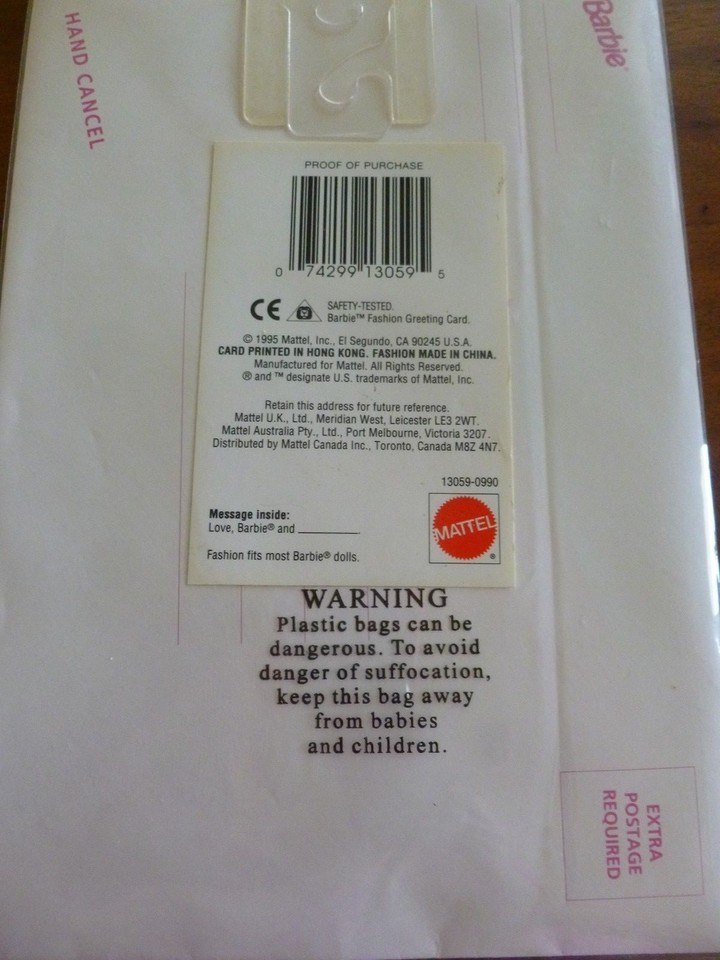 HAND CANCEL
Barbie®
PROOF OF PURCHASE
0 74299 13059 5
CE
SAFETY-TESTED.
Barbie™ Fashion Greeting Card.
© 1995 Mattel, Inc., El Segundo, CA 90245 U.S.A.
CARD PRINTED IN HONG KONG. FASHION MADE IN CHINA.
Manufactured for Mattel. All Rights Reserved.
® and ™ designate U.S. trademarks of Mattel, Inc.
Retain this address for future reference.
Mattel U.K., Ltd., Meridian West, Leicester LE3 2WT.
Mattel Australia Pty., Ltd., Port Melbourne, Victoria 3207.
Distributed by Mattel Canada Inc., Toronto, Canada M8Z 4N7.
13059-0990
Message inside:
Love, Barbie® and ___________
MATTEL®
Fashion fits most Barbie® dolls.
WARNING
Plastic bags can be
dangerous. To avoid
danger of suffocation,
keep this bag away
from babies
and children.
EXTRA
POSTAGE
REQUIRED